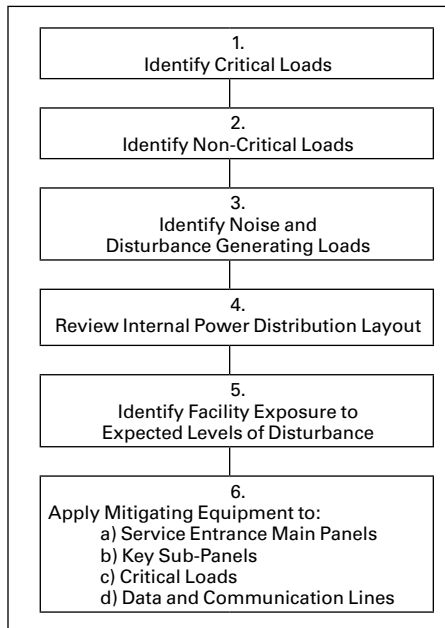 1.
Identify Critical Loads
2.
Identify Non-Critical Loads
3.
Identify Noise and
Disturbance Generating Loads
4.
Review Internal Power Distribution Layout
5.
Identify Facility Exposure to
Expected Levels of Disturbance
6.
Apply Mitigating Equipment to:
a) Service Entrance Main Panels
b) Key Sub-Panels
c) Critical Loads
d) Data and Communication Lines